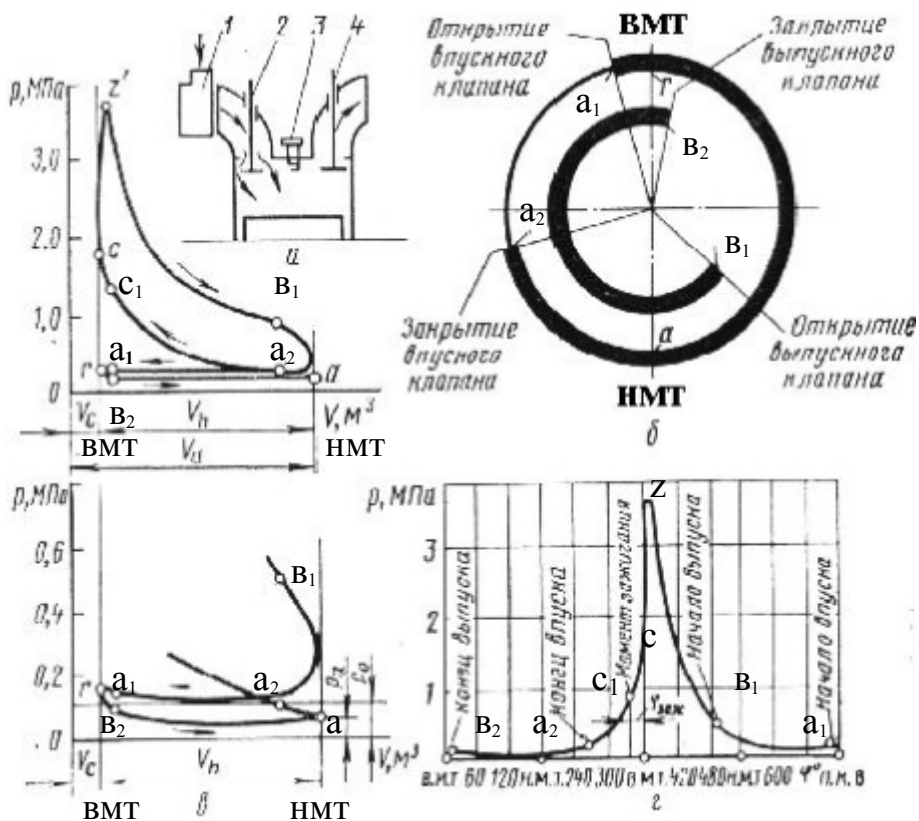 1 2 3 4
р, МПа
z'
3,0
2,0
1,0
0
c
с₁
в₁
r
а₁
а₂
a
в₂
Vc
Vh
V, м³
ВМТ
НМТ
Va
а
Открытие
впускного
клапана
ВМТ
Закрытие
выпускного
клапана
а₁
r
в₂
а₂
в₁
Закрытие
впускного
клапана
a
Открытие
выпускного
клапана
НМТ
б
р, МПа
0,6
0,4
0,2
0
в₁
r
а₁
а₂
в₂
а
Vc
Vh
V, м³
ВМТ
в
НМТ
р, МПа
z
3
2
1
Конец выпуска
Конец впуска
Момент зажигания
Начало выпуска
Начало впуска
с
с₁
φзаж
в₂
а₂
в₁
а₁
в.м.т 60 120 н.м.т. 240 300 в м т. 420 480 н.м.т 600 φ° п. к. в
г